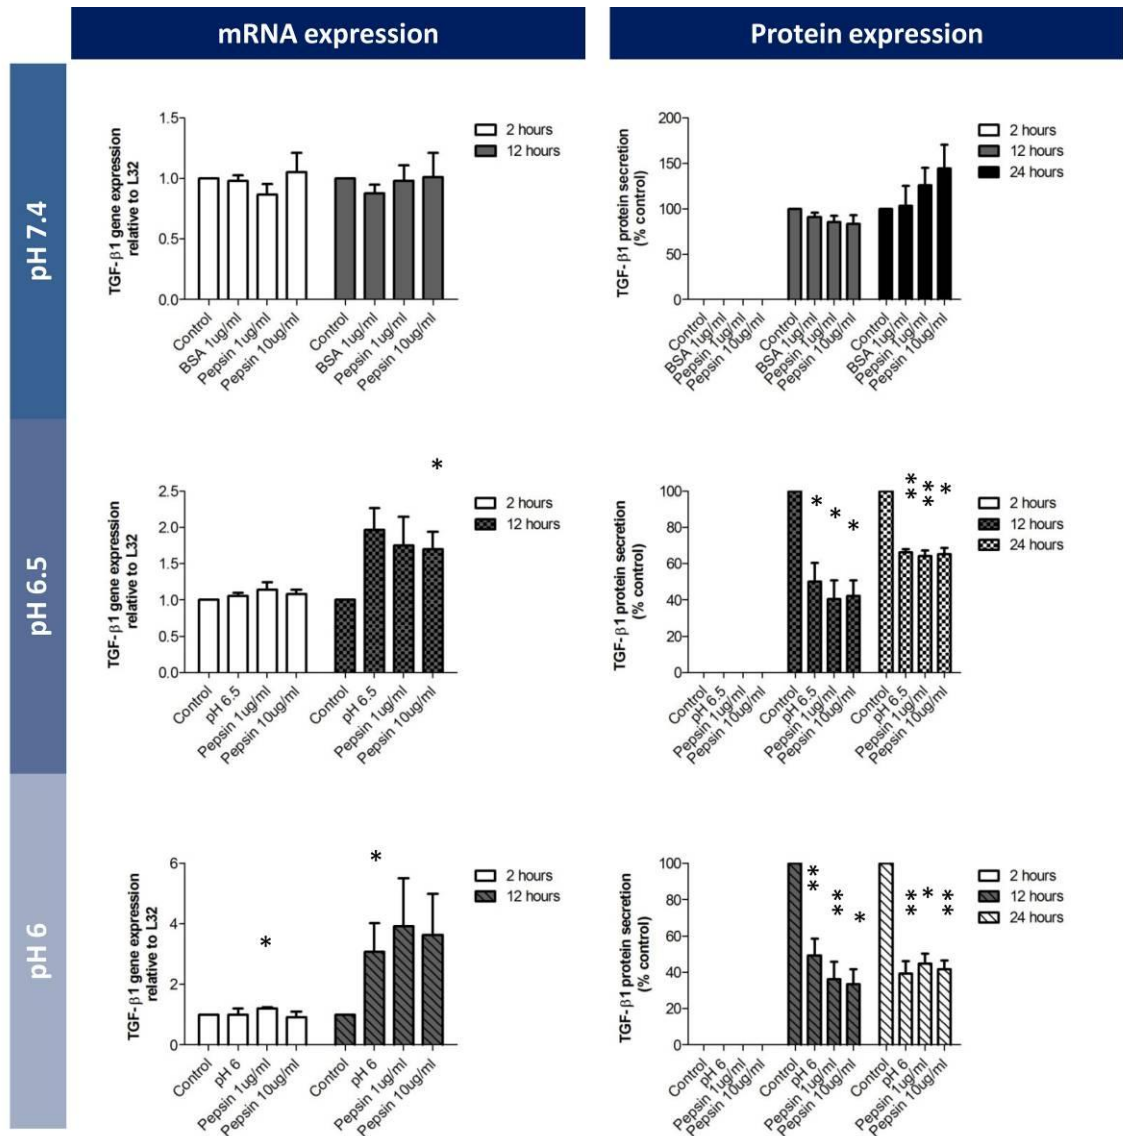 mRNA expression
Protein expression
pH 7.4
TGF-β1 gene expression
relative to L32
1.5
1.0
0.5
0.0
Control
BSA 1ug/ml
Pepsin 1ug/ml
Pepsin 10ug/ml
Control
BSA 1ug/ml
Pepsin 1ug/ml
Pepsin 10ug/ml
2 hours
12 hours
TGF-β1 protein secretion
(% control)
200
150
100
50
0
Control
BSA 1ug/ml
Pepsin 1ug/ml
Pepsin 10ug/ml
Control
BSA 1ug/ml
Pepsin 1ug/ml
Pepsin 10ug/ml
Control
BSA 1ug/ml
Pepsin 1ug/ml
Pepsin 10ug/ml
2 hours
12 hours
24 hours
pH 6.5
TGF-β1 gene expression
relative to L32
2.5
2.0
1.5
1.0
0.5
0.0
*
Control
pH 6.5
Pepsin 1ug/ml
Pepsin 10ug/ml
Control
pH 6.5
Pepsin 1ug/ml
Pepsin 10ug/ml
2 hours
12 hours
TGF-β1 protein secretion
(% control)
100
80
60
40
20
0
*
*
*
**
**
*
Control
pH 6.5
Pepsin 1ug/ml
Pepsin 10ug/ml
Control
pH 6.5
Pepsin 1ug/ml
Pepsin 10ug/ml
Control
pH 6.5
Pepsin 1ug/ml
Pepsin 10ug/ml
2 hours
12 hours
24 hours
pH 6
TGF-β1 gene expression
relative to L32
6
4
2
0
*
*
Control
pH 6
Pepsin 1ug/ml
Pepsin 10ug/ml
Control
pH 6
Pepsin 1ug/ml
Pepsin 10ug/ml
2 hours
12 hours
TGF-β1 protein secretion
(% control)
100
80
60
40
20
0
**
**
*
**
*
**
Control
pH 6
Pepsin 1ug/ml
Pepsin 10ug/ml
Control
pH 6
Pepsin 1ug/ml
Pepsin 10ug/ml
Control
pH 6
Pepsin 1ug/ml
Pepsin 10ug/ml
2 hours
12 hours
24 hours